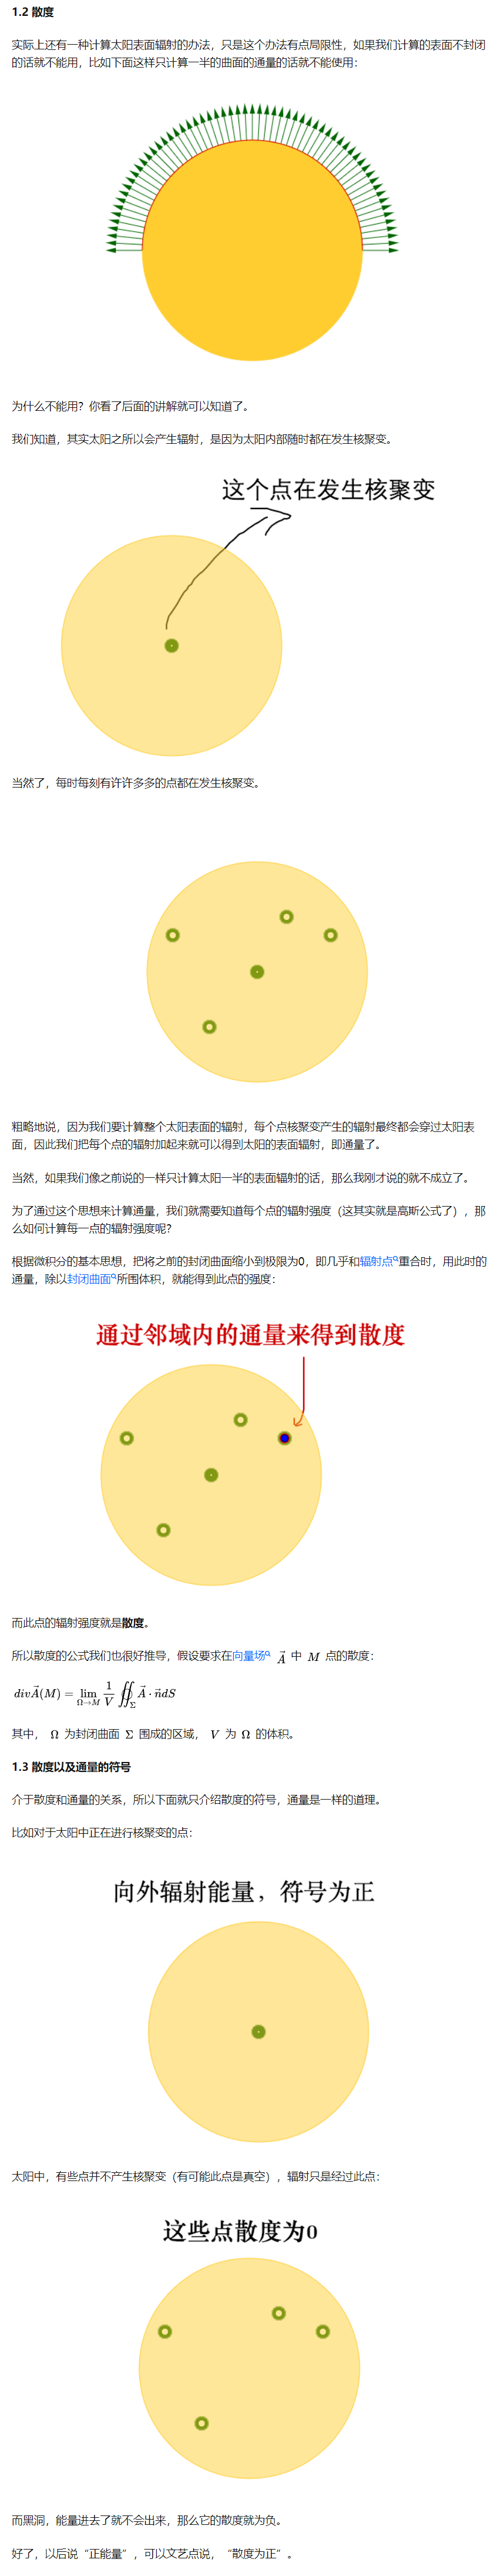 1.2 散度
实际上还有一种计算太阳表面辐射的办法，只是这个办法有点局限性，如果我们计算的表面不封闭
的话就不能用，比如下面这样只计算一半的曲面的通量的话就不能使用：
为什么不能用？你看了后面的讲解就可以知道了。
我们知道，其实太阳之所以会产生辐射，是因为太阳内部随时都在发生核聚变。
这个点在发生核聚变
当然了，每时每刻有许许多多的点都在发生核聚变。
粗略地说，因为我们要计算整个太阳表面的辐射，每个点核聚变产生的辐射最终都会穿过太阳表
面，因此我们把每个点的辐射加起来就可以得到太阳的表面辐射，即通量了。
当然，如果我们像之前说的一样只计算太阳一半的表面辐射的话，那么我刚才说的就不成立了。
为了通过这个思想来计算通量，我们就需要知道每个点的辐射强度（这其实就是高斯公式了），那
么如何计算每一点的辐射强度呢？
根据微积分的基本思想，把将之前的封闭曲面缩小到极限为0，即几乎和辐射点重合时，用此时的
通量，除以封闭曲面所围体积，就能得到此点的强度：
通过邻域内的通量来得到散度
而此点的辐射强度就是散度。
所以散度的公式我们也很好推导，假设要求在向量场 $\vec{A}$ 中 $M$ 点的散度：
$div\vec{A}(M)=\lim_{\Omega\to M}\frac{1}{V}\oiint_{\Sigma}\vec{A}\cdot\vec{n}dS$
其中， Ω 为封闭曲面 Σ 围成的区域， V 为 Ω 的体积。
1.3 散度以及通量的符号
介于散度和通量的关系，所以下面就只介绍散度的符号，通量是一样的道理。
比如对于太阳中正在进行核聚变的点：
向外辐射能量，符号为正
太阳中，有些点并不产生核聚变（有可能此点是真空），辐射只是经过此点：
这些点散度为0
而黑洞，能量进去了就不会出来，那么它的散度就为负。
好了，以后说“正能量”，可以文艺点说，“散度为正”。